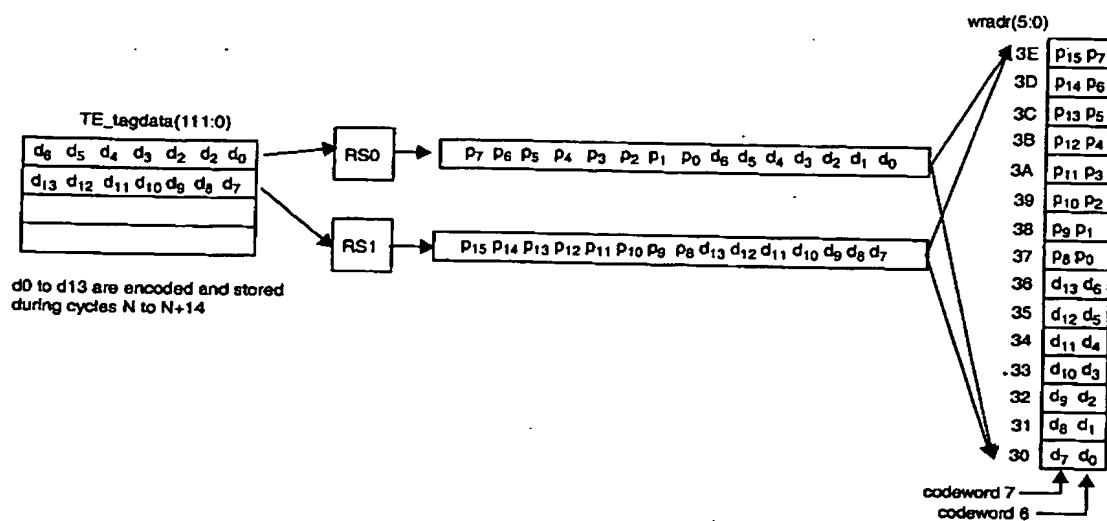 wradr(5:0)
TE_tagdata(111:0)
d6 d5 d4 d3 d2 d2 d0
d13 d12 d11 d10 d9 d8 d7
RS0
p7 p6 p5 p4 p3 p2 p1 p0 d6 d5 d4 d3 d2 d1 d0
RS1
p15 p14 p13 p12 p11 p10 p9 p8 d13 d12 d11 d10 d9 d8 d7
d0 to d13 are encoded and stored
during cycles N to N+14
3E p15 p7
3D p14 p6
3C p13 p5
3B p12 p4
3A p11 p3
39 p10 p2
38 p9 p1
37 p8 p0
36 d13 d6
35 d12 d5
34 d11 d4
33 d10 d3
32 d9 d2
31 d8 d1
30 d7 d0
codeword 7
codeword 6